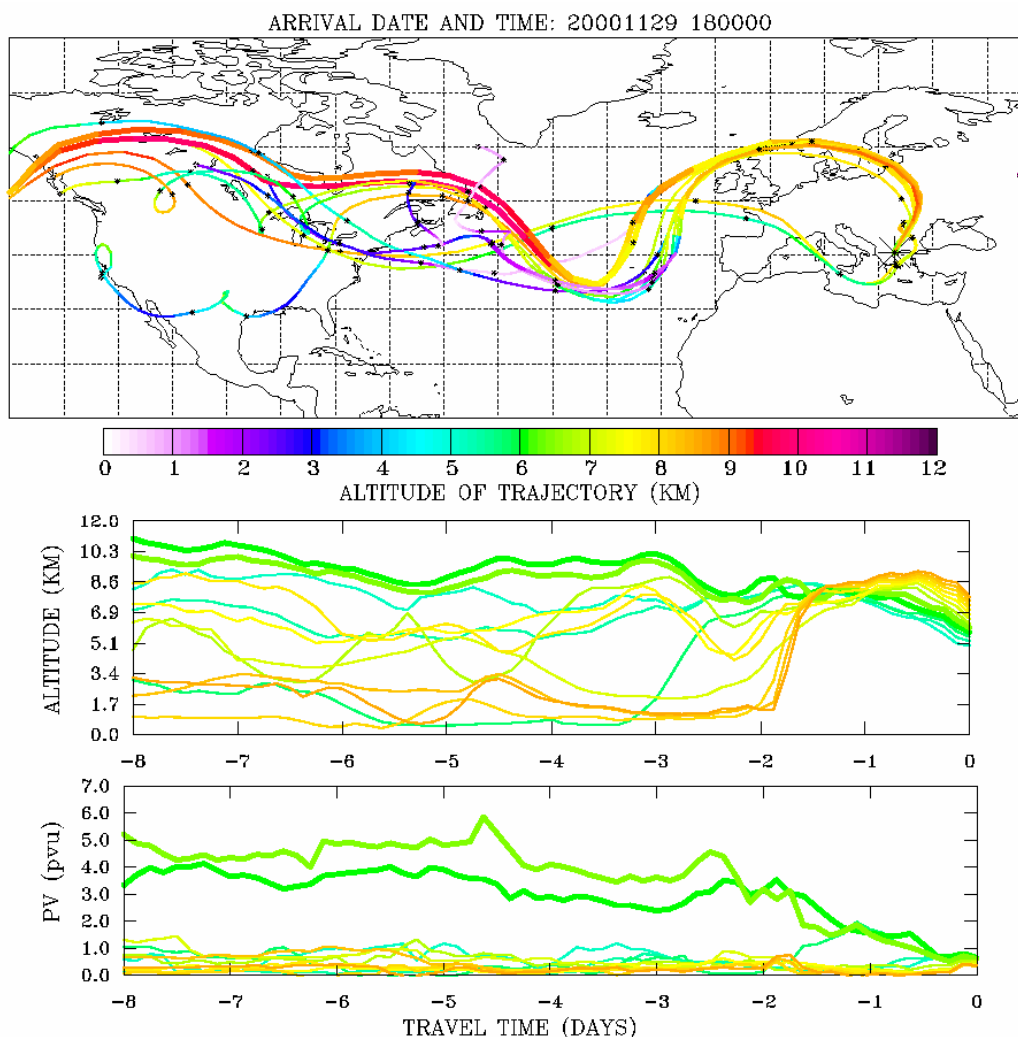 ARRIVAL DATE AND TIME: 20001129 180000
0 1 2 3 4 5 6 7 8 9 10 11 12
ALTITUDE OF TRAJECTORY (KM)
ALTITUDE (KM)
12.0
10.3
8.6
6.9
5.1
3.4
1.7
0.0
-8 -7 -6 -5 -4 -3 -2 -1 0
PV (pvu)
7.0
6.0
5.0
4.0
3.0
2.0
1.0
0.0
-8 -7 -6 -5 -4 -3 -2 -1 0
TRAVEL TIME (DAYS)